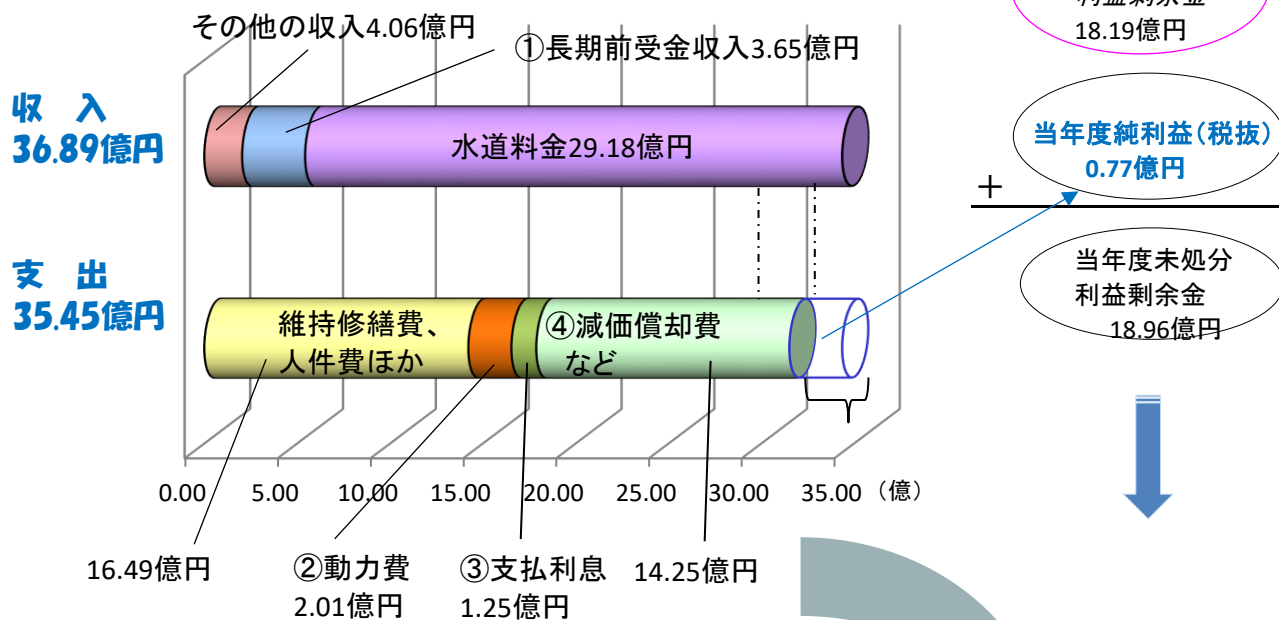 その他の収入4.06億円
①長期前受金収入3.65億円
収 入
36.89億円
水道料金29.18億円
支 出
35.45億円
維持修繕費、
人件費ほか
④減価償却費
など
0.00 5.00 10.00 15.00 20.00 25.00 30.00 35.00 (億)
16.49億円
②動力費
2.01億円
③支払利息
1.25億円
14.25億円
利益剰余金
18.19億円
当年度純利益(税抜)
0.77億円
+
当年度未処分
利益剰余金
18.96億円